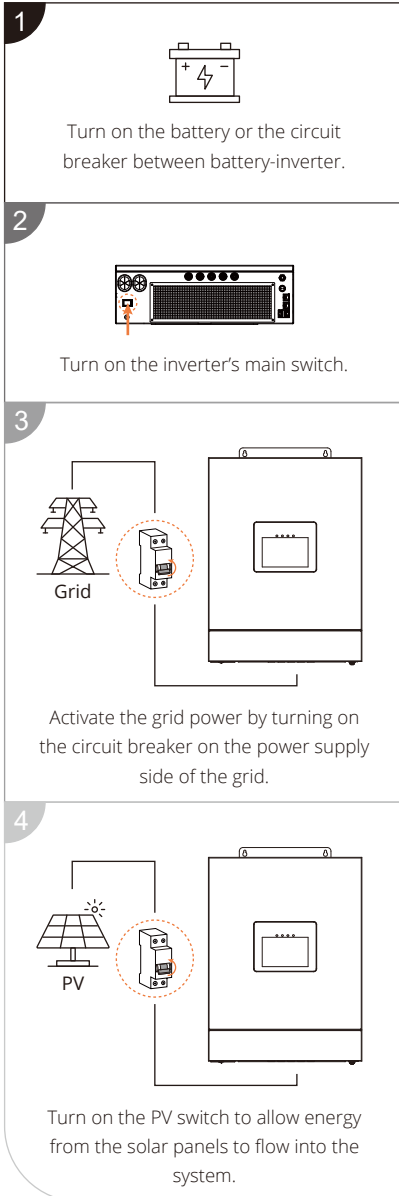 1
+ -
Turn on the battery or the circuit
breaker between battery-inverter.
2
Turn on the inverter's main switch.
3
Grid
Activate the grid power by turning on
the circuit breaker on the power supply
side of the grid.
4
PV
Turn on the PV switch to allow energy
from the solar panels to flow into the
system.